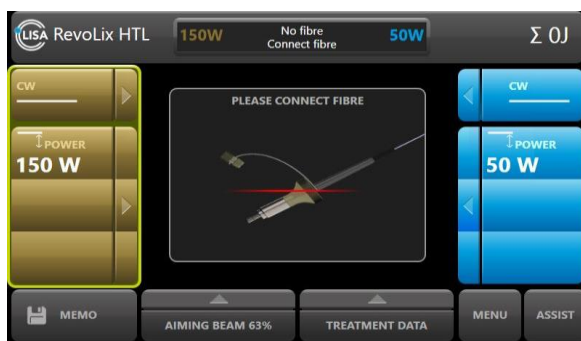 LISA RevoLix HTL
150W
No fibre
Connect fibre
50W
Σ 0J
CW
POWER
150 W
PLEASE CONNECT FIBRE
CW
POWER
50 W
MEMO
AIMING BEAM 63%
TREATMENT DATA
MENU
ASSIST